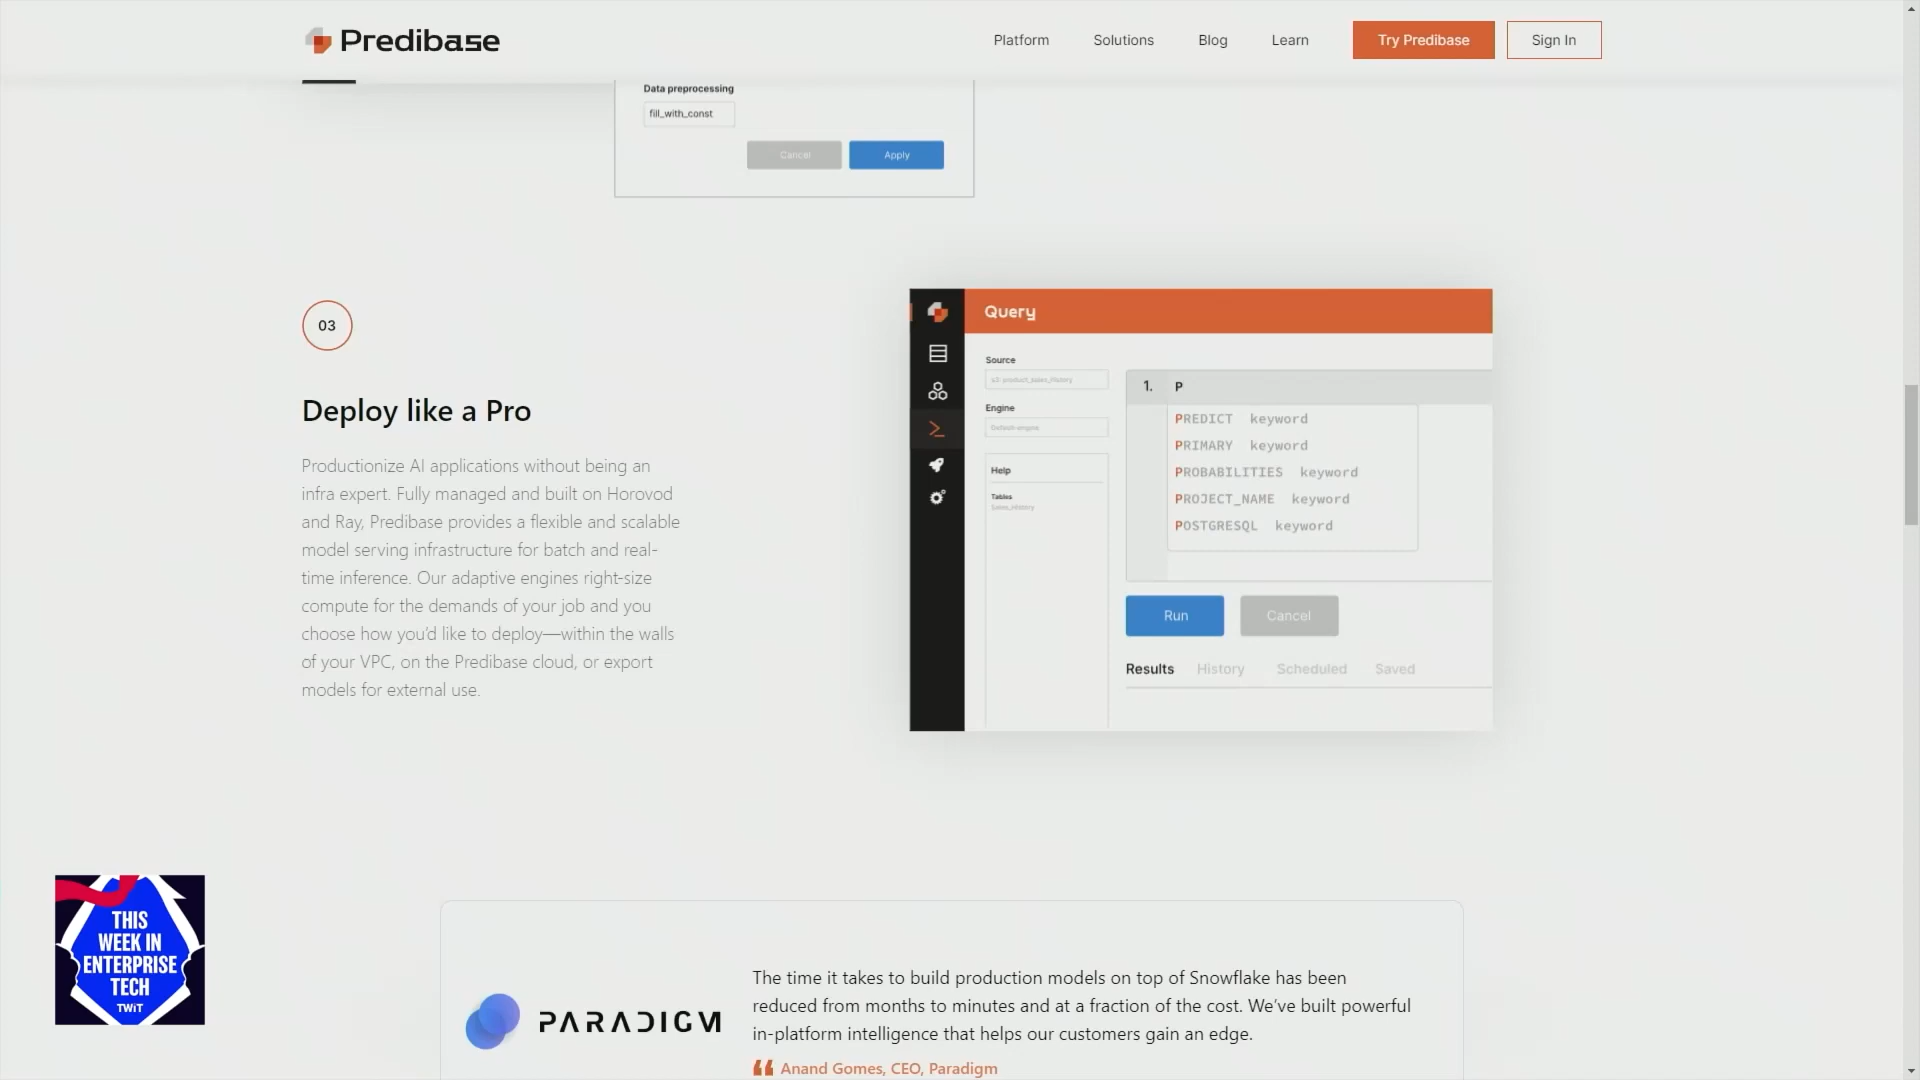 Predibase
Platform
Solutions
Blog
Learn
Try Predibase
Sign In
Data preprocessing
fill_with_const
Cancel
Apply
03
Deploy like a Pro
Productionize AI applications without being an
infra expert. Fully managed and built on Horovod
and Ray, Predibase provides a flexible and scalable
model serving infrastructure for batch and real-
time inference. Our adaptive engines right-size
compute for the demands of your job and you
choose how you'd like to deploy—within the walls
of your VPC, on the Predibase cloud, or export
models for external use.
Query
Source
s3: product_sales_history
Engine
Default-engine
Help
Tables
Sales_History
1. P
PREDICT keyword
PRIMARY keyword
PROBABILITIES keyword
PROJECT_NAME keyword
POSTGRESQL keyword
Run
Cancel
Results
History
Scheduled
Saved
THIS
WEEK IN
ENTERPRISE
TECH
TWiT
PARADIGM
The time it takes to build production models on top of Snowflake has been
reduced from months to minutes and at a fraction of the cost. We've built powerful
in-platform intelligence that helps our customers gain an edge.
Anand Gomes, CEO, Paradigm